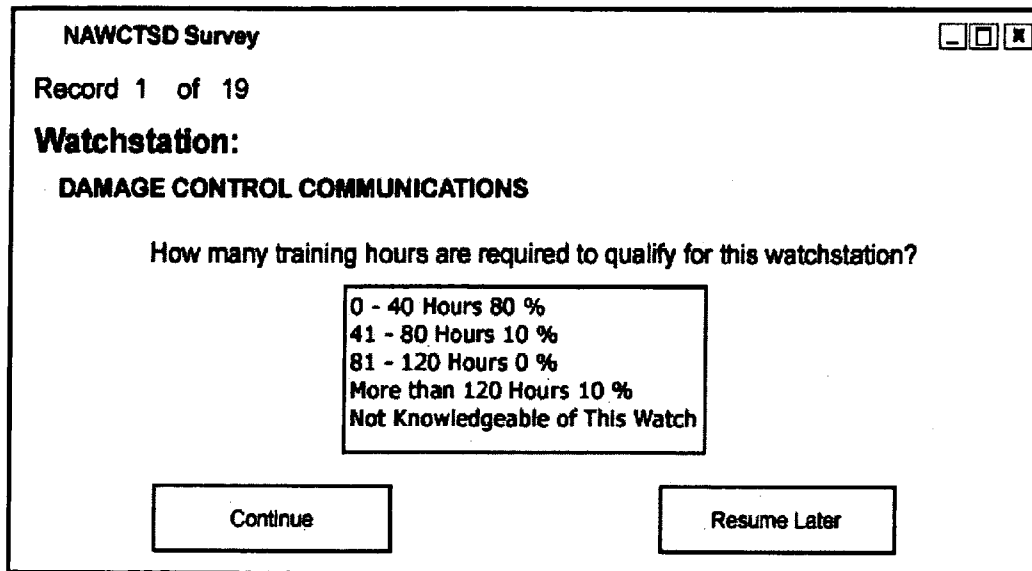 NAWCTSD Survey
Record 1 of 19
Watchstation:
DAMAGE CONTROL COMMUNICATIONS
How many training hours are required to qualify for this watchstation?
0 - 40 Hours 80 %
41 - 80 Hours 10 %
81 - 120 Hours 0 %
More than 120 Hours 10 %
Not Knowledgeable of This Watch
Continue
Resume Later